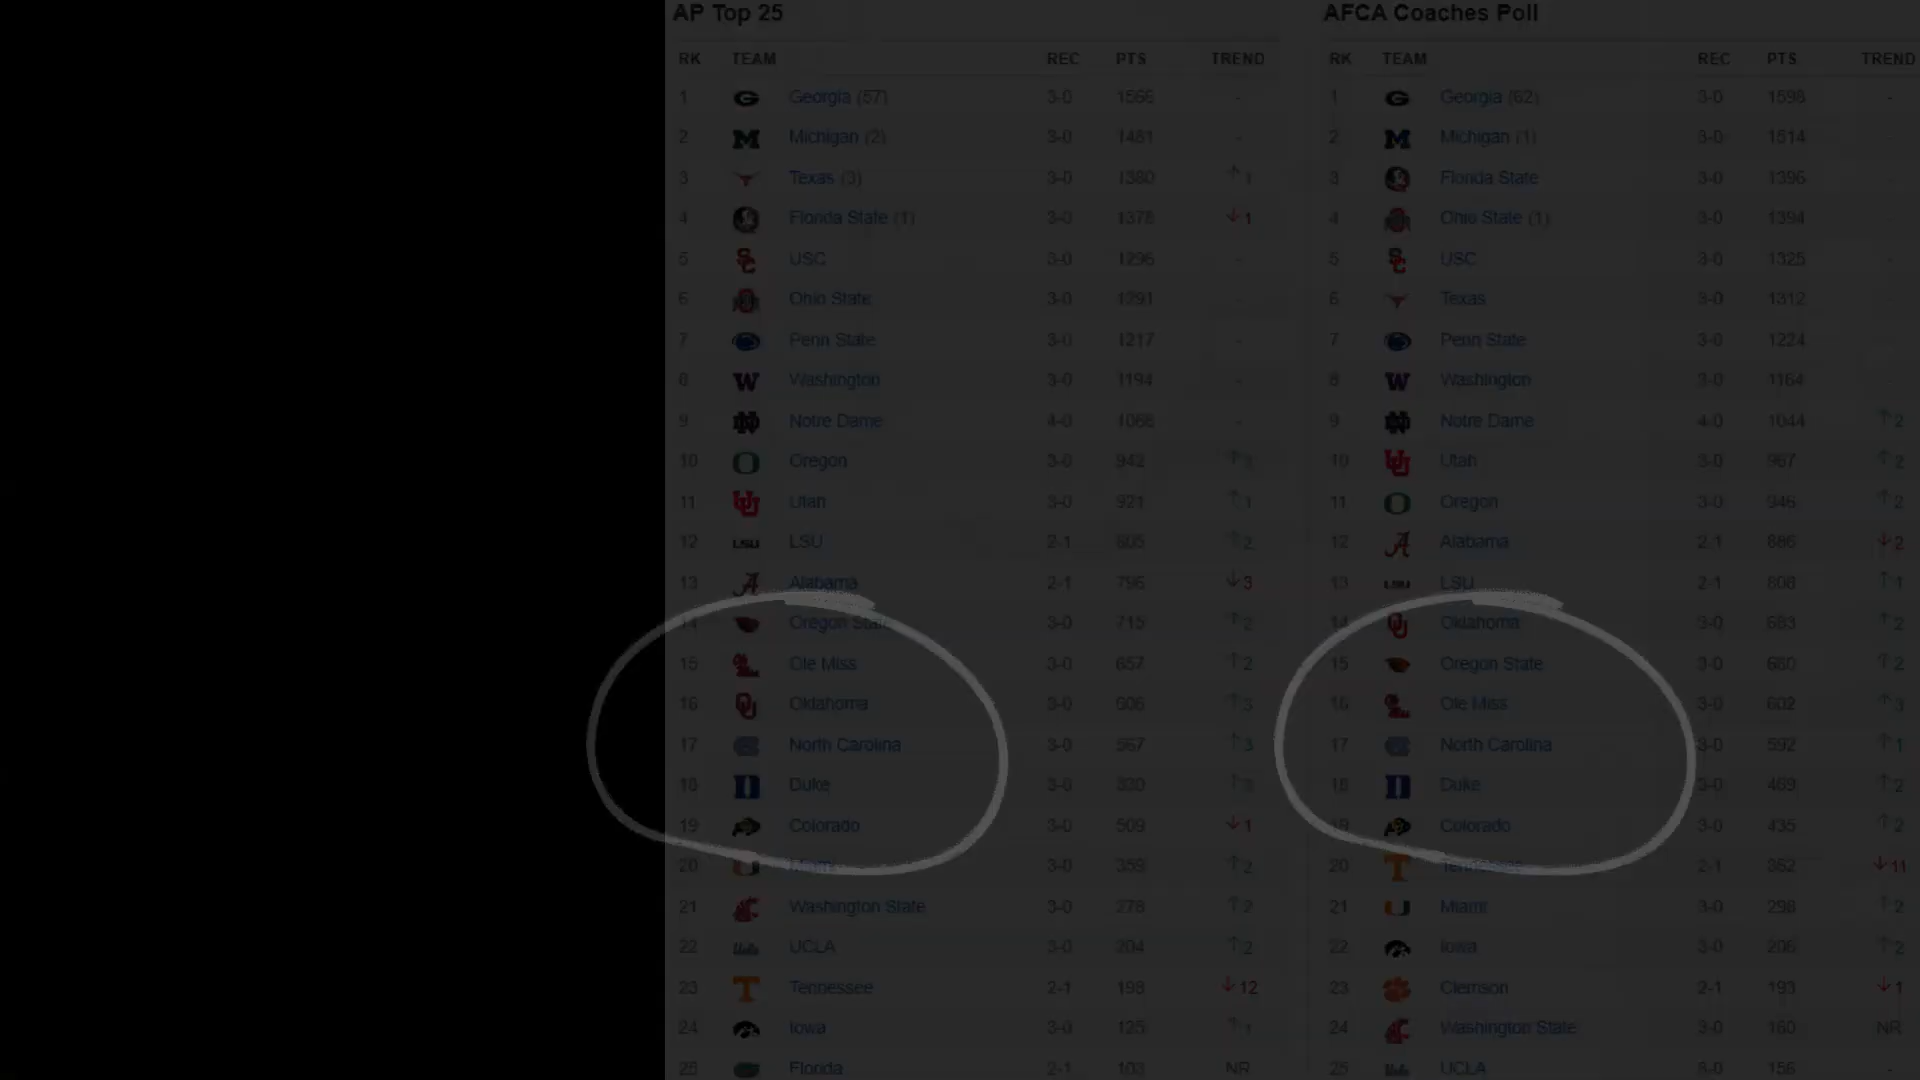 AP Top 25
RK TEAM REC PTS TREND
1 Georgia (57) 3-0 1566 -
2 Michigan (2) 3-0 1481 -
3 Texas (3) 3-0 1380 ↑1
4 Florida State (1) 3-0 1378 ↓1
5 USC 3-0 1296 -
6 Ohio State 3-0 1291 -
7 Penn State 3-0 1217 -
8 Washington 3-0 1194 -
9 Notre Dame 4-0 1068 -
10 Oregon 3-0 942
11 Utah 3-0 921 ↑1
12 LSU LSU 2-1 805 ↑2
13 Alabama 2-1 796 ↓3
14 Oregon State 3-0 715 ↑2
15 Ole Miss 3-0 657 ↑2
16 Oklahoma 3-0 606 ↑3
17 North Carolina 3-0 567 ↑3
18 Duke 3-0
19 Colorado 3-0 509 ↓1
20 3-0 359 ↑2
21 Washington State 3-0 278 ↑2
22 UCLA 3-0 204 ↑2
23 Tennessee 2-1 198 ↓12
24 Iowa 3-0 125 ↑1
25 Florida 2-1 103 NR
AFCA Coaches Poll
RK TEAM REC PTS TREND
1 Georgia (62) 3-0 1598 -
2 Michigan (1) 3-0 1514
3 Florida State 3-0 1396
4 Ohio State (1) 3-0 1394
5 USC 3-0 1325 -
6 Texas 3-0 1312
7 Penn State 3-0 1224
8 Washington 3-0 1164
9 Notre Dame 4-0 1044 ↑2
10 Utah 3-0 967 ↑2
11 Oregon 3-0 946 ↑2
12 Alabama 2-1 886 ↓2
13 LSU LSU 2-1 808 ↑1
14 Oklahoma 3-0 683 ↑2
15 Oregon State 3-0 680 ↑2
16 Ole Miss 3-0 602 ↑3
17 North Carolina 3-0 592 ↑1
18 Duke 3-0 469 ↑2
19 Colorado 3-0 435 ↑2
20 Tennessee 2-1 352 ↓11
21 Miami 3-0 298 ↑2
22 Iowa 3-0 206 ↑2
23 Clemson 2-1 193 ↓1
24 Washington State 3-0 160 NR
25 UCLA 3-0 156 -